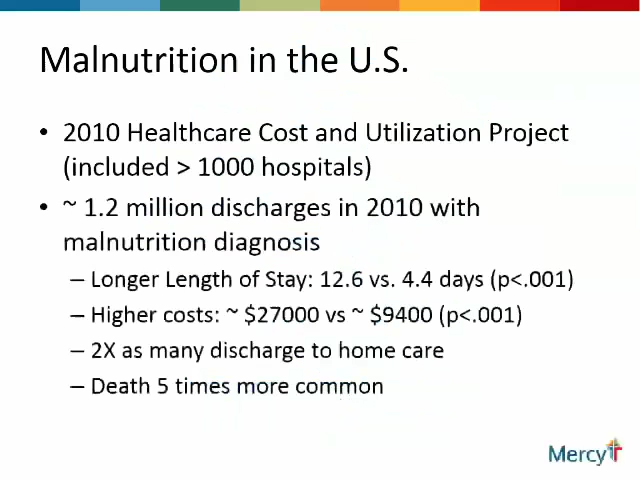 Malnutrition in the U.S.
• 2010 Healthcare Cost and Utilization Project
(included > 1000 hospitals)
• ~ 1.2 million discharges in 2010 with
malnutrition diagnosis
– Longer Length of Stay: 12.6 vs. 4.4 days (p<.001)
– Higher costs: ~ $27000 vs ~ $9400 (p<.001)
– 2X as many discharge to home care
– Death 5 times more common
Mercy